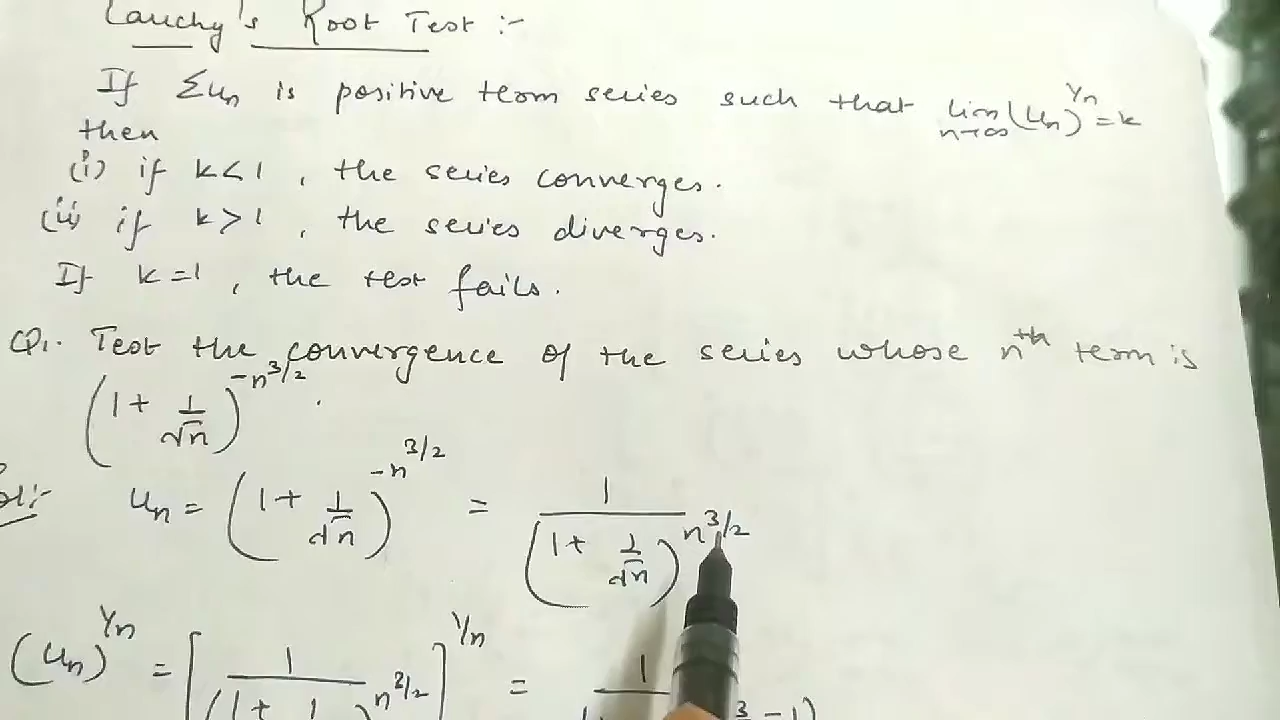 Cauchy's Root Test :-
If Σuₙ is positive term series such that lim n→∞ (uₙ)^1/n = k
then
(i) if k < 1 , the series converges.
(ii) if k > 1 , the series diverges.
If k = 1 , the test fails.
Q1. Test the convergence of the series whose nth term is
(1 + 1/√n)^-n^3/2 .
Sol:- uₙ = (1 + 1/√n)^-n^3/2 = 1/(1 + 1/√n)^n^3/2
(uₙ)^1/n = [1/(1 + 1 n^3/2]^1/n = 1 3 - 1)